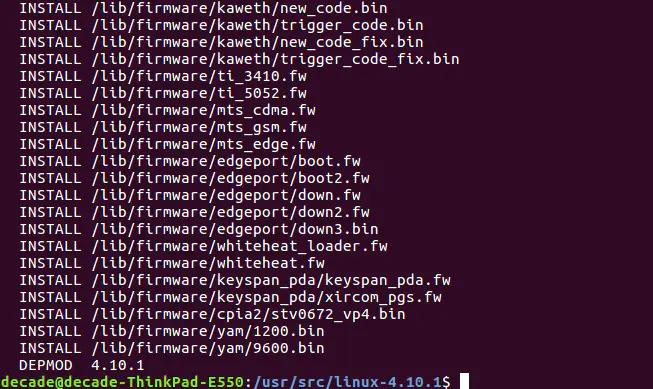 INSTALL /lib/firmware/kaweth/new_code.bin
INSTALL /lib/firmware/kaweth/trigger_code.bin
INSTALL /lib/firmware/kaweth/new_code_fix.bin
INSTALL /lib/firmware/kaweth/trigger_code_fix.bin
INSTALL /lib/firmware/ti_3410.fw
INSTALL /lib/firmware/ti_5052.fw
INSTALL /lib/firmware/mts_cdma.fw
INSTALL /lib/firmware/mts_gsm.fw
INSTALL /lib/firmware/mts_edge.fw
INSTALL /lib/firmware/edgeport/boot.fw
INSTALL /lib/firmware/edgeport/boot2.fw
INSTALL /lib/firmware/edgeport/down.fw
INSTALL /lib/firmware/edgeport/down2.fw
INSTALL /lib/firmware/edgeport/down3.bin
INSTALL /lib/firmware/whiteheat_loader.fw
INSTALL /lib/firmware/whiteheat.fw
INSTALL /lib/firmware/keyspan_pda/keyspan_pda.fw
INSTALL /lib/firmware/keyspan_pda/xircom_pgs.fw
INSTALL /lib/firmware/cpia2/stv0672_vp4.bin
INSTALL /lib/firmware/yam/1200.bin
INSTALL /lib/firmware/yam/9600.bin
DEPMOD  4.10.1
decade@decade-ThinkPad-E550:/usr/src/linux-4.10.1$